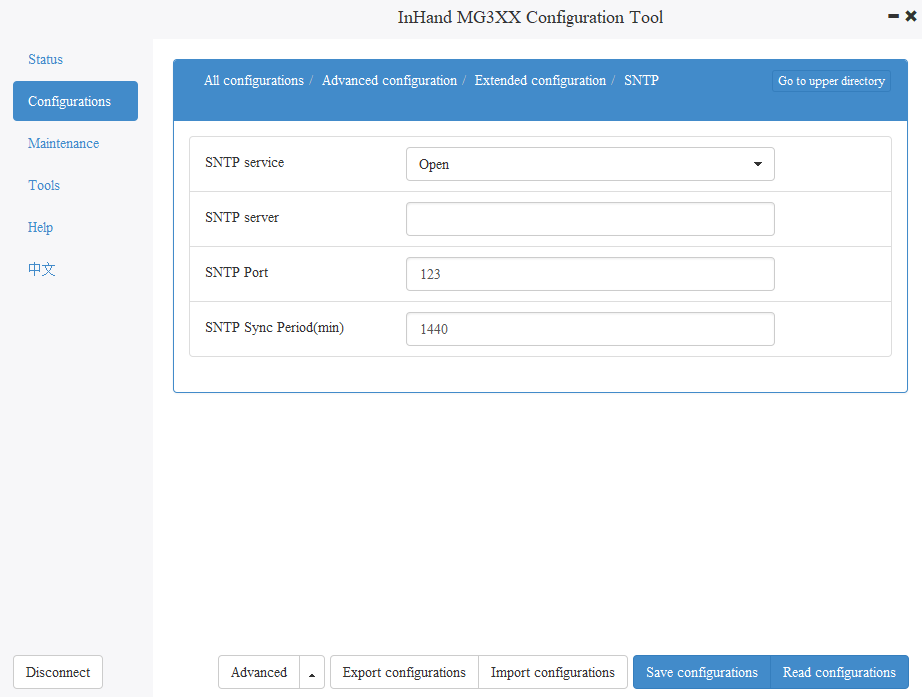 InHand MG3XX Configuration Tool
Status
Configurations
Maintenance
Tools
Help
中文
All configurations / Advanced configuration / Extended configuration / SNTP
Go to upper directory
SNTP service
Open
SNTP server
SNTP Port
123
SNTP Sync Period(min)
1440
Disconnect
Advanced
Export configurations
Import configurations
Save configurations
Read configurations